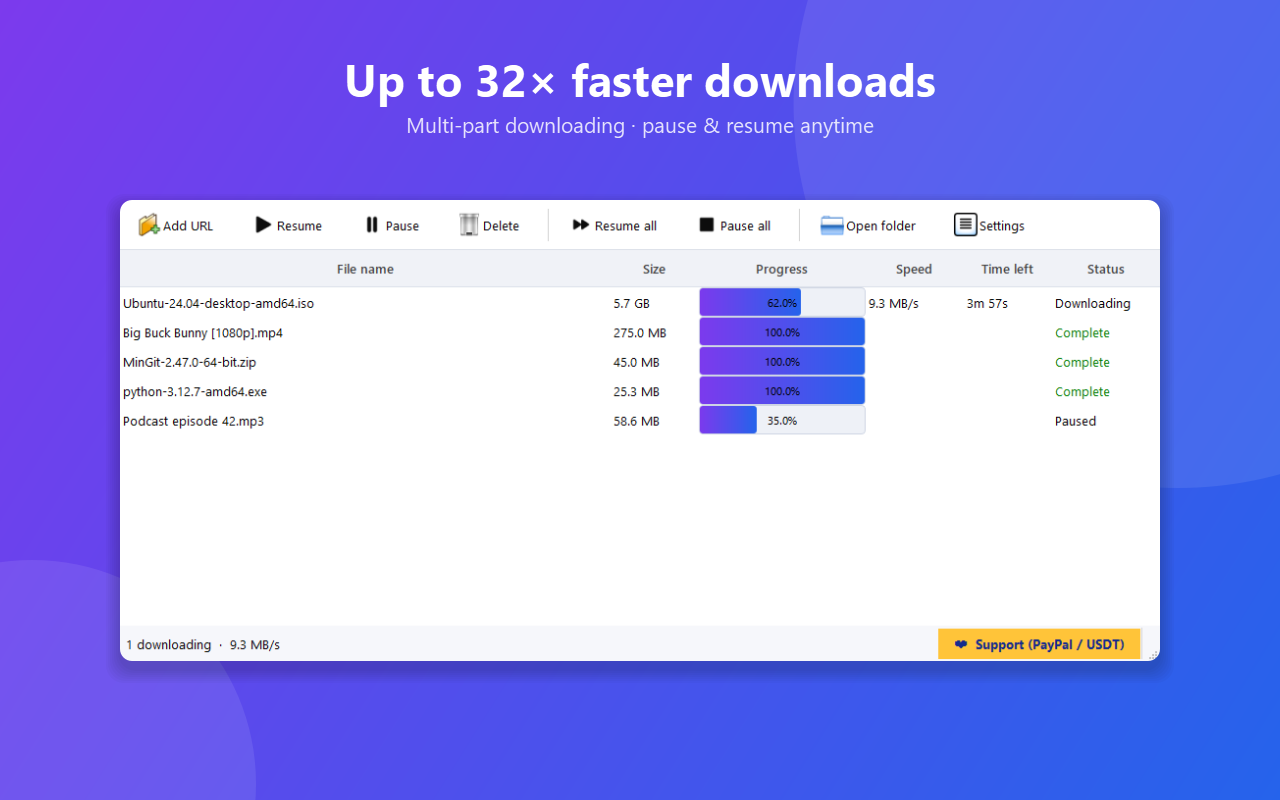 Up to 32× faster downloads
Multi-part downloading · pause & resume anytime
Add URL Resume Pause Delete Resume all Pause all Open folder Settings
File name Size Progress Speed Time left Status
Ubuntu-24.04-desktop-amd64.iso 5.7 GB 62.0% 9.3 MB/s 3m 57s Downloading
Big Buck Bunny [1080p].mp4 275.0 MB 100.0% Complete
MinGit-2.47.0-64-bit.zip 45.0 MB 100.0% Complete
python-3.12.7-amd64.exe 25.3 MB 100.0% Complete
Podcast episode 42.mp3 58.6 MB 35.0% Paused
1 downloading · 9.3 MB/s ❤ Support (PayPal / USDT)